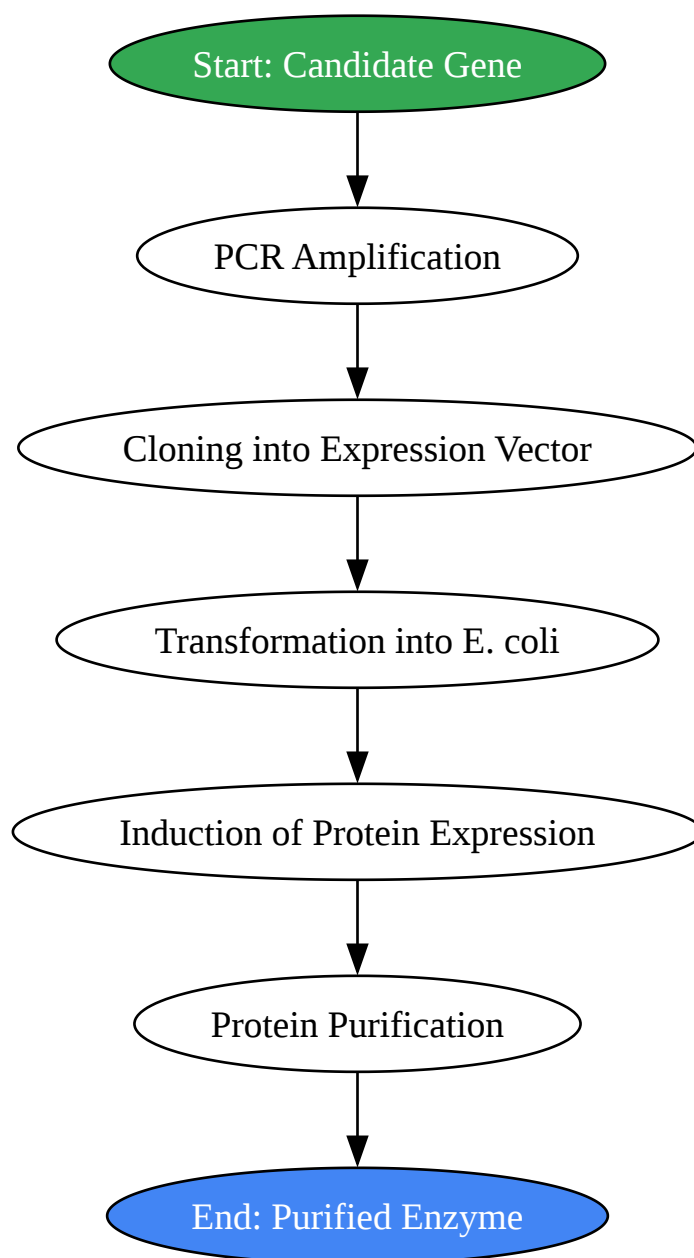 Start: Candidate Gene
PCR Amplification
Cloning into Expression Vector
Transformation into E. coli
Induction of Protein Expression
Protein Purification
End: Purified Enzyme